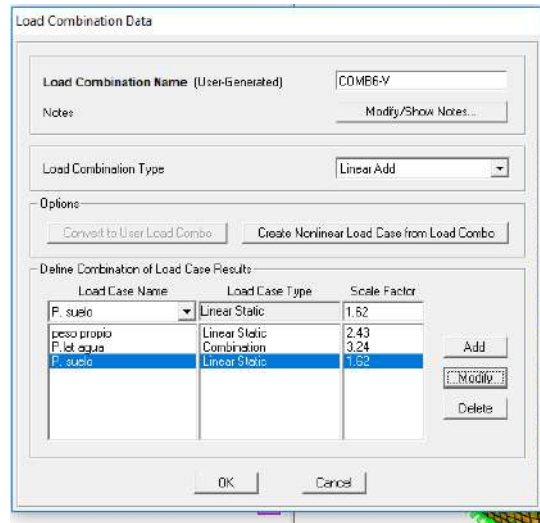 Load Combination Data
Load Combination Name (User-Generated) COMB6-V
Notes Modify/Show Notes...
Load Combination Type Linear Add
Options
Convert to User Load Combo Create Nonlinear Load Case from Load Combo
Define Combination of Load Case Results
Load Case Name Load Case Type Scale Factor
P. suelo Linear Static 1.62
peso propio Linear Static 2.43
P.lat agua Combination 3.24
P. suelo Linear Static 1.62
Add
Modify
Delete
OK Cancel